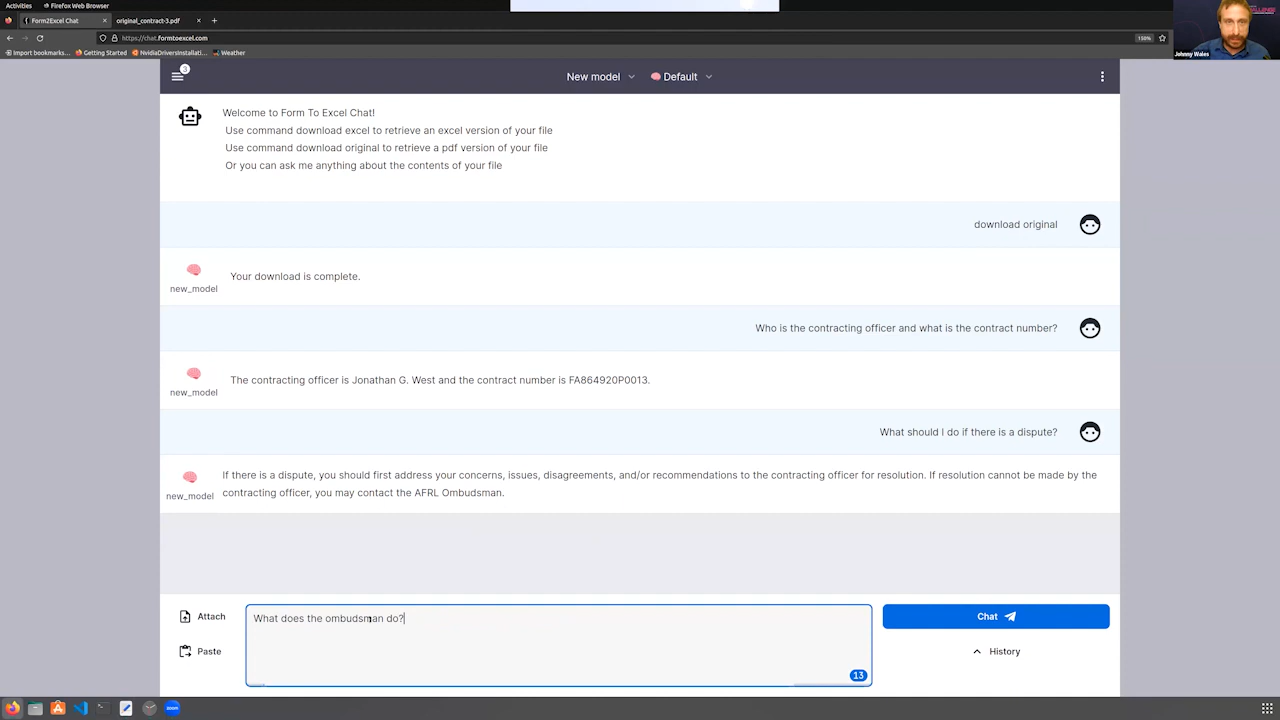 Activities
Firefox Web Browser
Form2Excel Chat
original_contract-3.pdf
https://chat.formtoexcel.com
150%
Import bookmarks...
Getting Started
NvidiaDriversInstallati...
Weather
Johnny Waies
3
New model
Default
Welcome to Form To Excel Chat!
Use command download excel to retrieve an excel version of your file
Use command download original to retrieve a pdf version of your file
Or you can ask me anything about the contents of your file
download original
Your download is complete.
new_model
Who is the contracting officer and what is the contract number?
The contracting officer is Jonathan G. West and the contract number is FA864920P0013.
new_model
What should I do if there is a dispute?
If there is a dispute, you should first address your concerns, issues, disagreements, and/or recommendations to the contracting officer for resolution. If resolution cannot be made by the
contracting officer, you may contact the AFRL Ombudsman.
new_model
Attach
What does the ombudsman do?
Chat
Paste
History
13
zoom